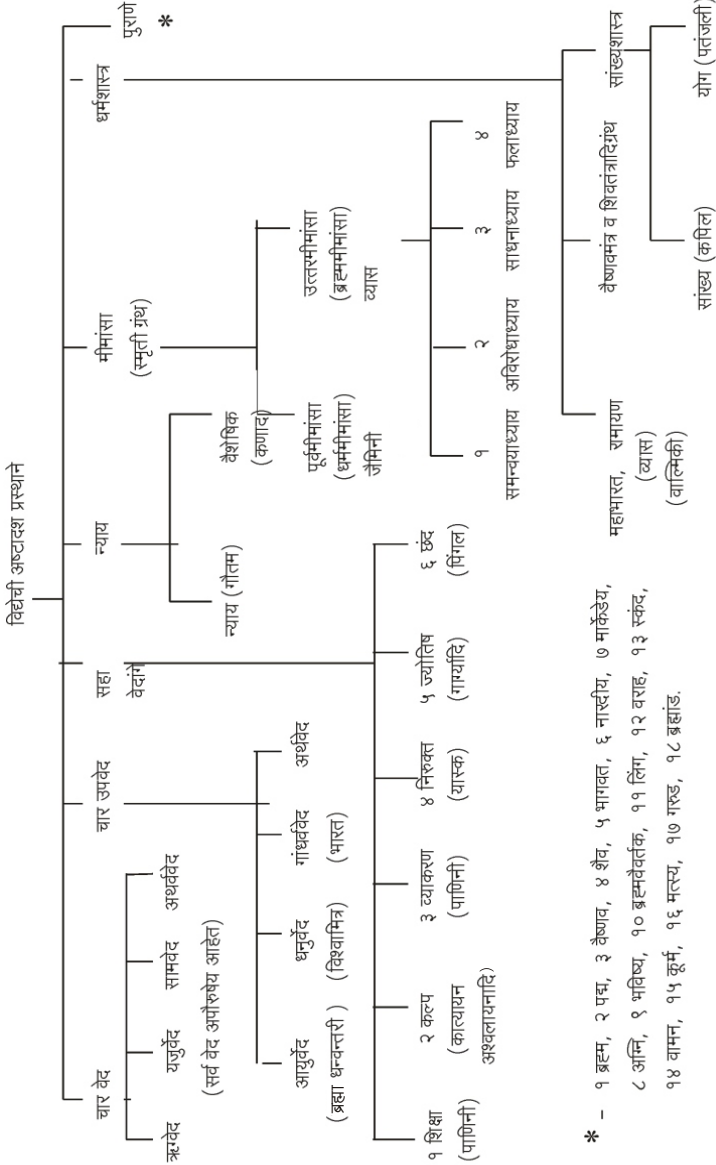 विद्येची अष्टादश प्रस्थाने
चार वेद
चार उपवेद
सहा
वेदांगे
न्याय
मीमांसा
(स्मृती ग्रंथ)
धर्मशास्त्र
पुराणे
*
ऋग्वेद
यजुर्वेद
सामवेद
अथर्ववेद
(सर्व वेद अपौरुषेय आहेत)
न्याय (गौतम)
वैशेषिक
(कणाद)
पूर्वमीमांसा
(धर्ममीमांसा)
जैमिनी
उत्तरमीमांसा
(ब्रह्ममीमांसा)
व्यास
आयुर्वेद
(ब्रह्मा धन्वन्तरी )
धनुर्वेद
(विश्वामित्र)
गांधर्ववेद
(भारत)
अर्थवेद
१ शिक्षा
(पाणिनी)
२ कल्प
(कात्यायन
अश्वलायनादि)
३ व्याकरण
(पाणिनी)
४ निरुक्त
(यास्क)
५ ज्योतिष
(गार्ग्यादि)
६ छंद
(पिंगल)
१
समन्वयाध्याय
२
अविरोधाध्याय
३
साधनाध्याय
४
फलाध्याय
महाभारत, रामायण
(व्यास)
(वाल्मिकी)
वैष्णवमंत्र व शिवतंत्रादिग्रंथ
सांख्यशास्त्र
सांख्य (कपिल)
योग (पतंजली)
* – १ ब्रह्म, २ पद्म, ३ वैष्णव, ४ शैव, ५ भागवत, ६ नारदीय, ७ मार्केडेय,
८ अग्नि, ९ भविष्य, १० ब्रह्मवैवर्तक, ११ लिंग, १२ वराह, १३ स्कंद,
१४ वामन, १५ कूर्म, १६ मत्स्य, १७ गरुड, १८ ब्रह्मांड.